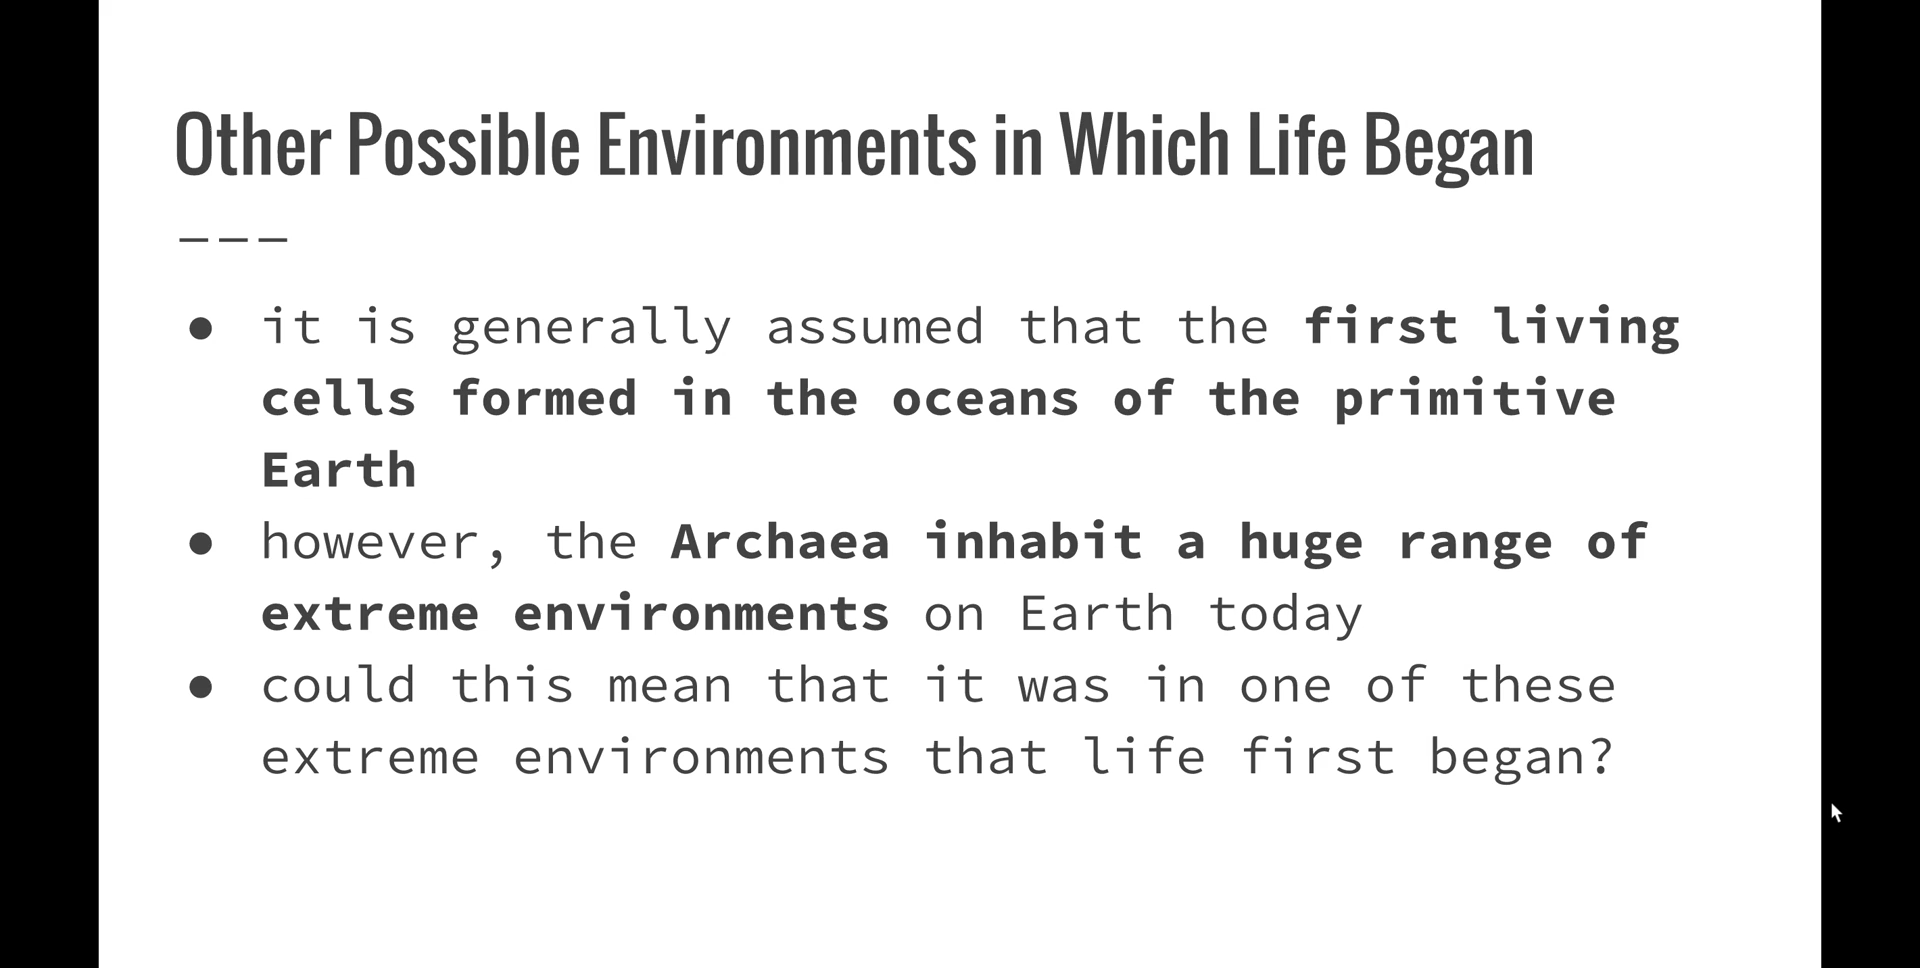 Other Possible Environments in Which Life Began
● it is generally assumed that the first living
cells formed in the oceans of the primitive
Earth
● however, the Archaea inhabit a huge range of
extreme environments on Earth today
● could this mean that it was in one of these
extreme environments that life first began?